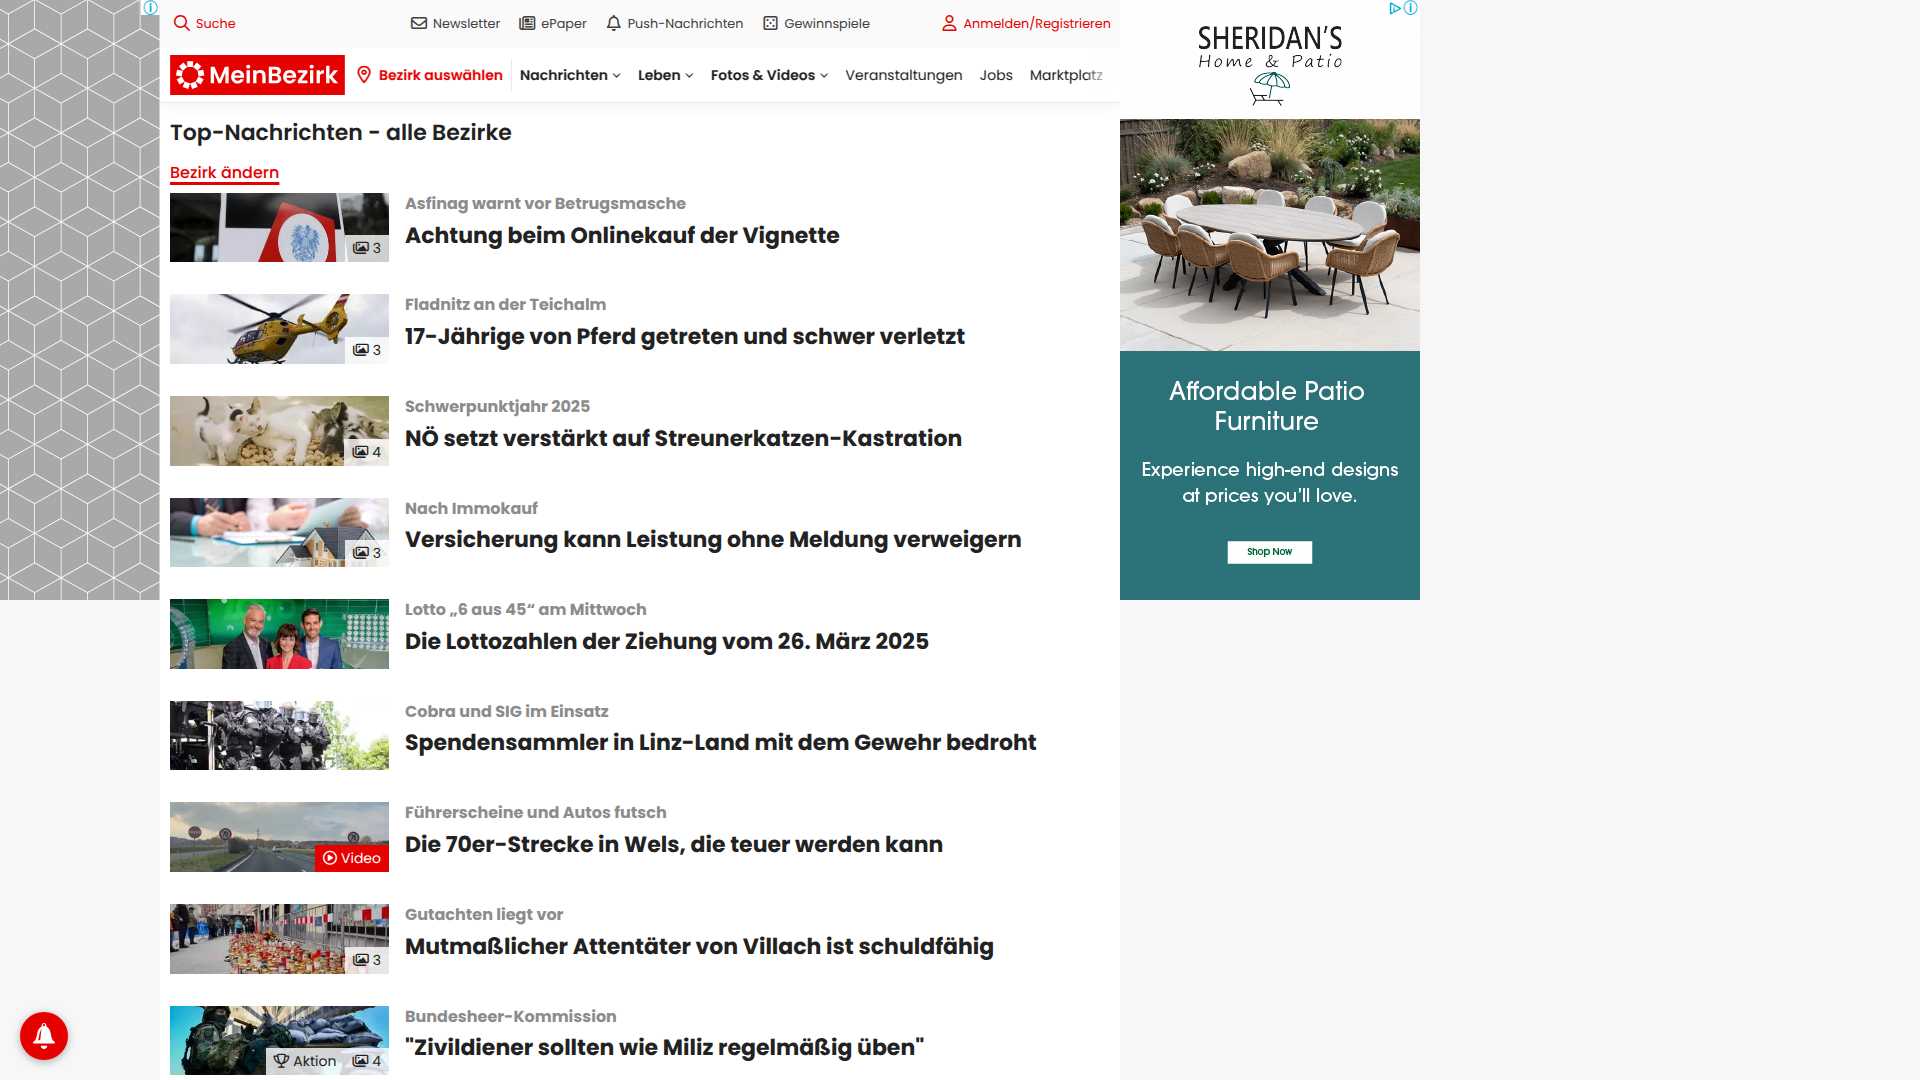 Suche
Newsletter
ePaper
Push-Nachrichten
Gewinnspiele
Anmelden/Registrieren
MeinBezirk
Bezirk auswählen
Nachrichten
Leben
Fotos & Videos
Veranstaltungen
Jobs
Marktplatz
Top-Nachrichten - alle Bezirke
Bezirk ändern
Asfinag warnt vor Betrugsmasche
Achtung beim Onlinekauf der Vignette
3
Fladnitz an der Teichalm
17-Jährige von Pferd getreten und schwer verletzt
3
Schwerpunktjahr 2025
NÖ setzt verstärkt auf Streunerkatzen-Kastration
4
Nach Immokauf
Versicherung kann Leistung ohne Meldung verweigern
3
Lotto „6 aus 45“ am Mittwoch
Die Lottozahlen der Ziehung vom 26. März 2025
Cobra und SIG im Einsatz
Spendensammler in Linz-Land mit dem Gewehr bedroht
Führerscheine und Autos futsch
Die 70er-Strecke in Wels, die teuer werden kann
Video
Gutachten liegt vor
Mutmaßlicher Attentäter von Villach ist schuldfähig
3
Bundesheer-Kommission
"Zivildiener sollten wie Miliz regelmäßig üben"
Aktion
4
SHERIDAN'S
Home & Patio
Affordable Patio
Furniture
Experience high-end designs
at prices you'll love.
Shop Now